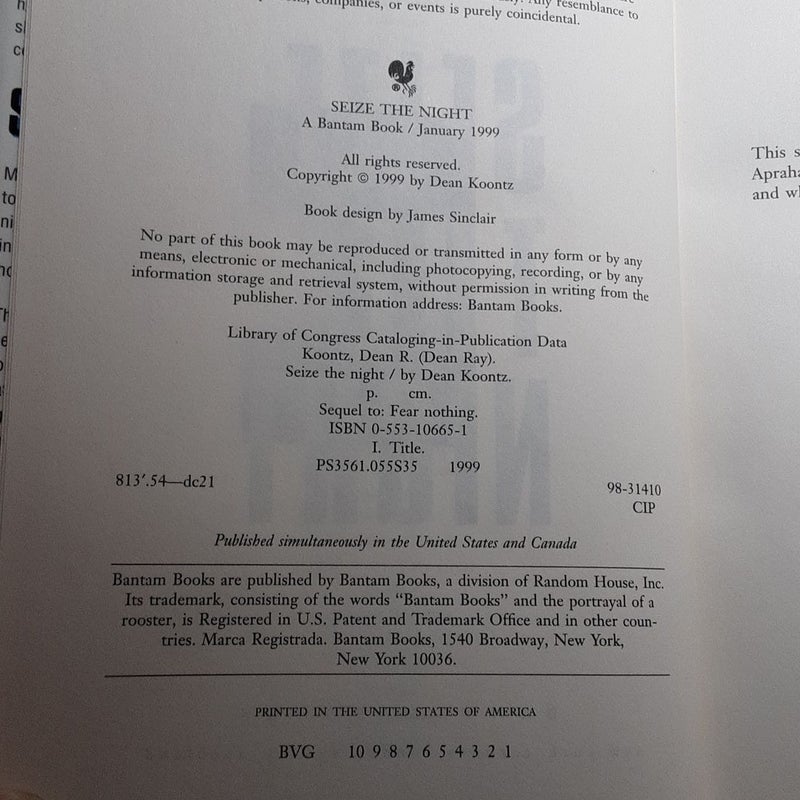 Any resemblance to
companies, or events is purely coincidental.
SEIZE THE NIGHT
A Bantam Book / January 1999
All rights reserved.
Copyright © 1999 by Dean Koontz
Book design by James Sinclair
No part of this book may be reproduced or transmitted in any form or by any
means, electronic or mechanical, including photocopying, recording, or by any
information storage and retrieval system, without permission in writing from the
publisher. For information address: Bantam Books.
Library of Congress Cataloging-in-Publication Data
Koontz, Dean R. (Dean Ray).
Seize the night / by Dean Koontz.
p. cm.
Sequel to: Fear nothing.
ISBN 0-553-10665-1
I. Title.
PS3561.O55S35 1999
813'.54—dc21
98-31410
CIP
Published simultaneously in the United States and Canada
Bantam Books are published by Bantam Books, a division of Random House, Inc.
Its trademark, consisting of the words “Bantam Books” and the portrayal of a
rooster, is Registered in U.S. Patent and Trademark Office and in other coun-
tries. Marca Registrada. Bantam Books, 1540 Broadway, New York,
New York 10036.
PRINTED IN THE UNITED STATES OF AMERICA
BVG 10 9 8 7 6 5 4 3 2 1
This s
Apraha
and wh